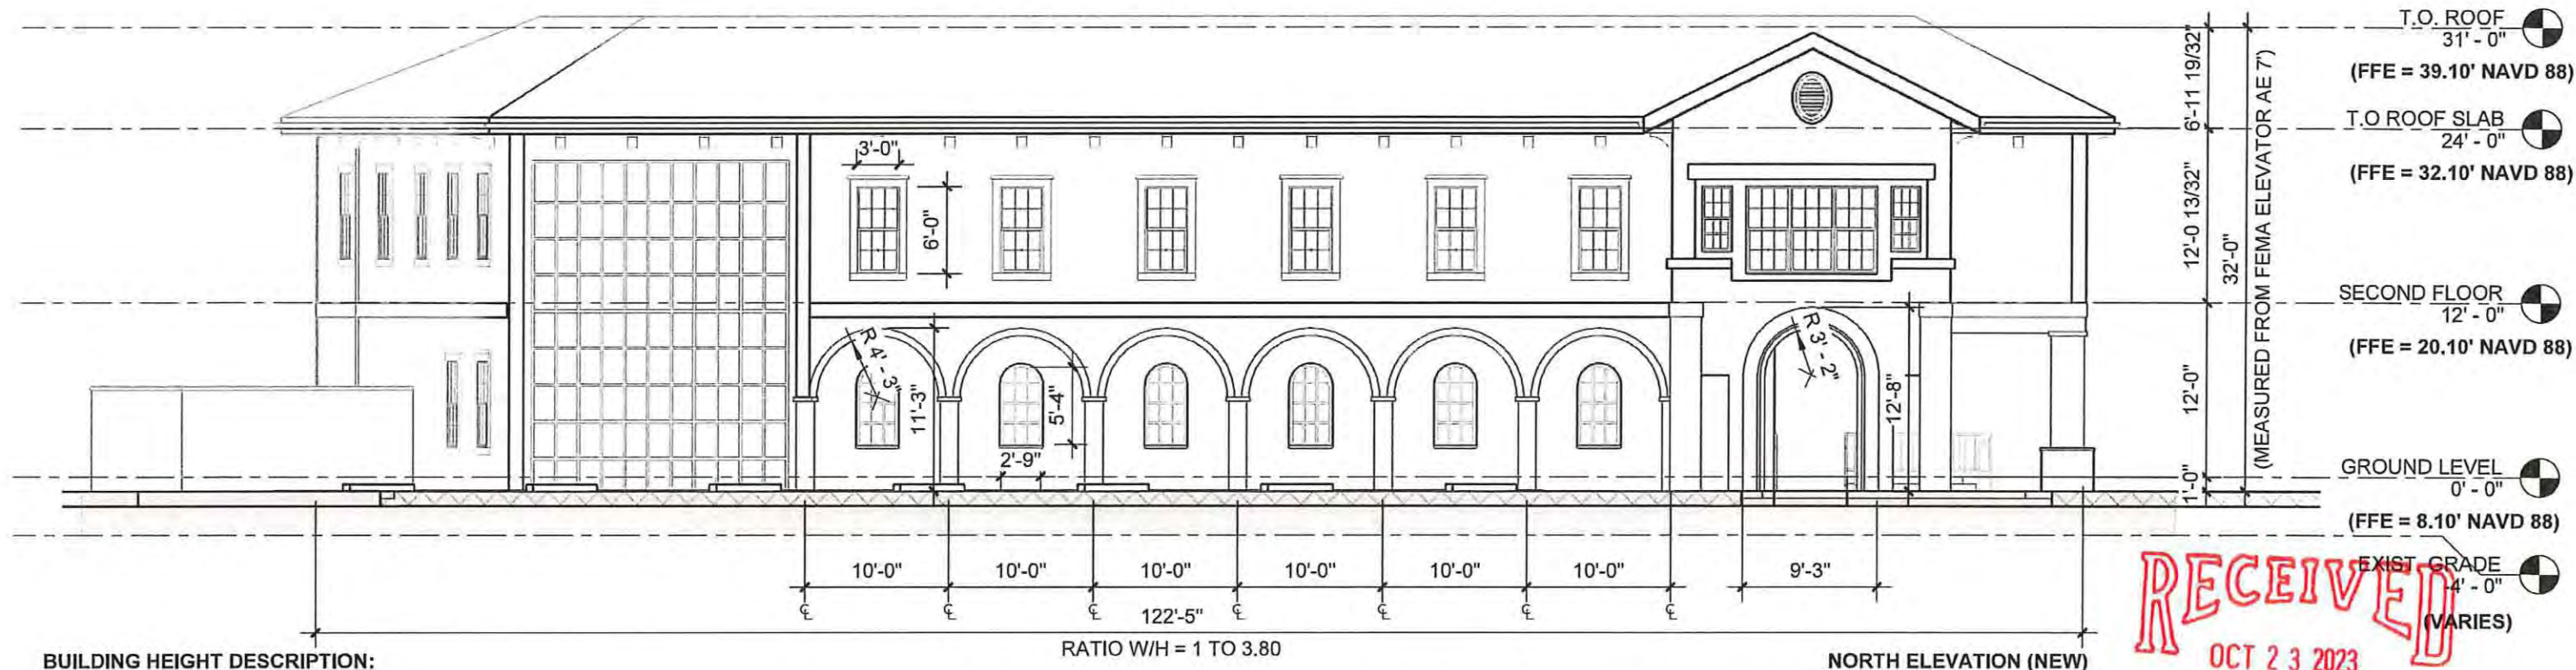 T.O. ROOF
31' - 0"
(FFE = 39.10' NAVD 88)
T.O ROOF SLAB
24' - 0"
(FFE = 32.10' NAVD 88)
SECOND FLOOR
12' - 0"
(FFE = 20.10' NAVD 88)
GROUND LEVEL
0' - 0"
(FFE = 8.10' NAVD 88)
EXIST GRADE
-4' - 0"
(VARIES)
6'-11 19/32"
12'-0 13/32"
12'-0"
1'-0"
32'-0"
(MEASURED FROM FEMA ELEVATOR AE 7')
3'-0"
6'-0"
R 4' - 3"
11'-3"
5'-4"
2'-9"
R 3' - 2"
12'-8"
10'-0" 10'-0" 10'-0" 10'-0" 10'-0" 10'-0" 9'-3"
122'-5"
RATIO W/H = 1 TO 3.80
BUILDING HEIGHT DESCRIPTION:
NORTH ELEVATION (NEW)
RECEIVED
OCT 23 2023